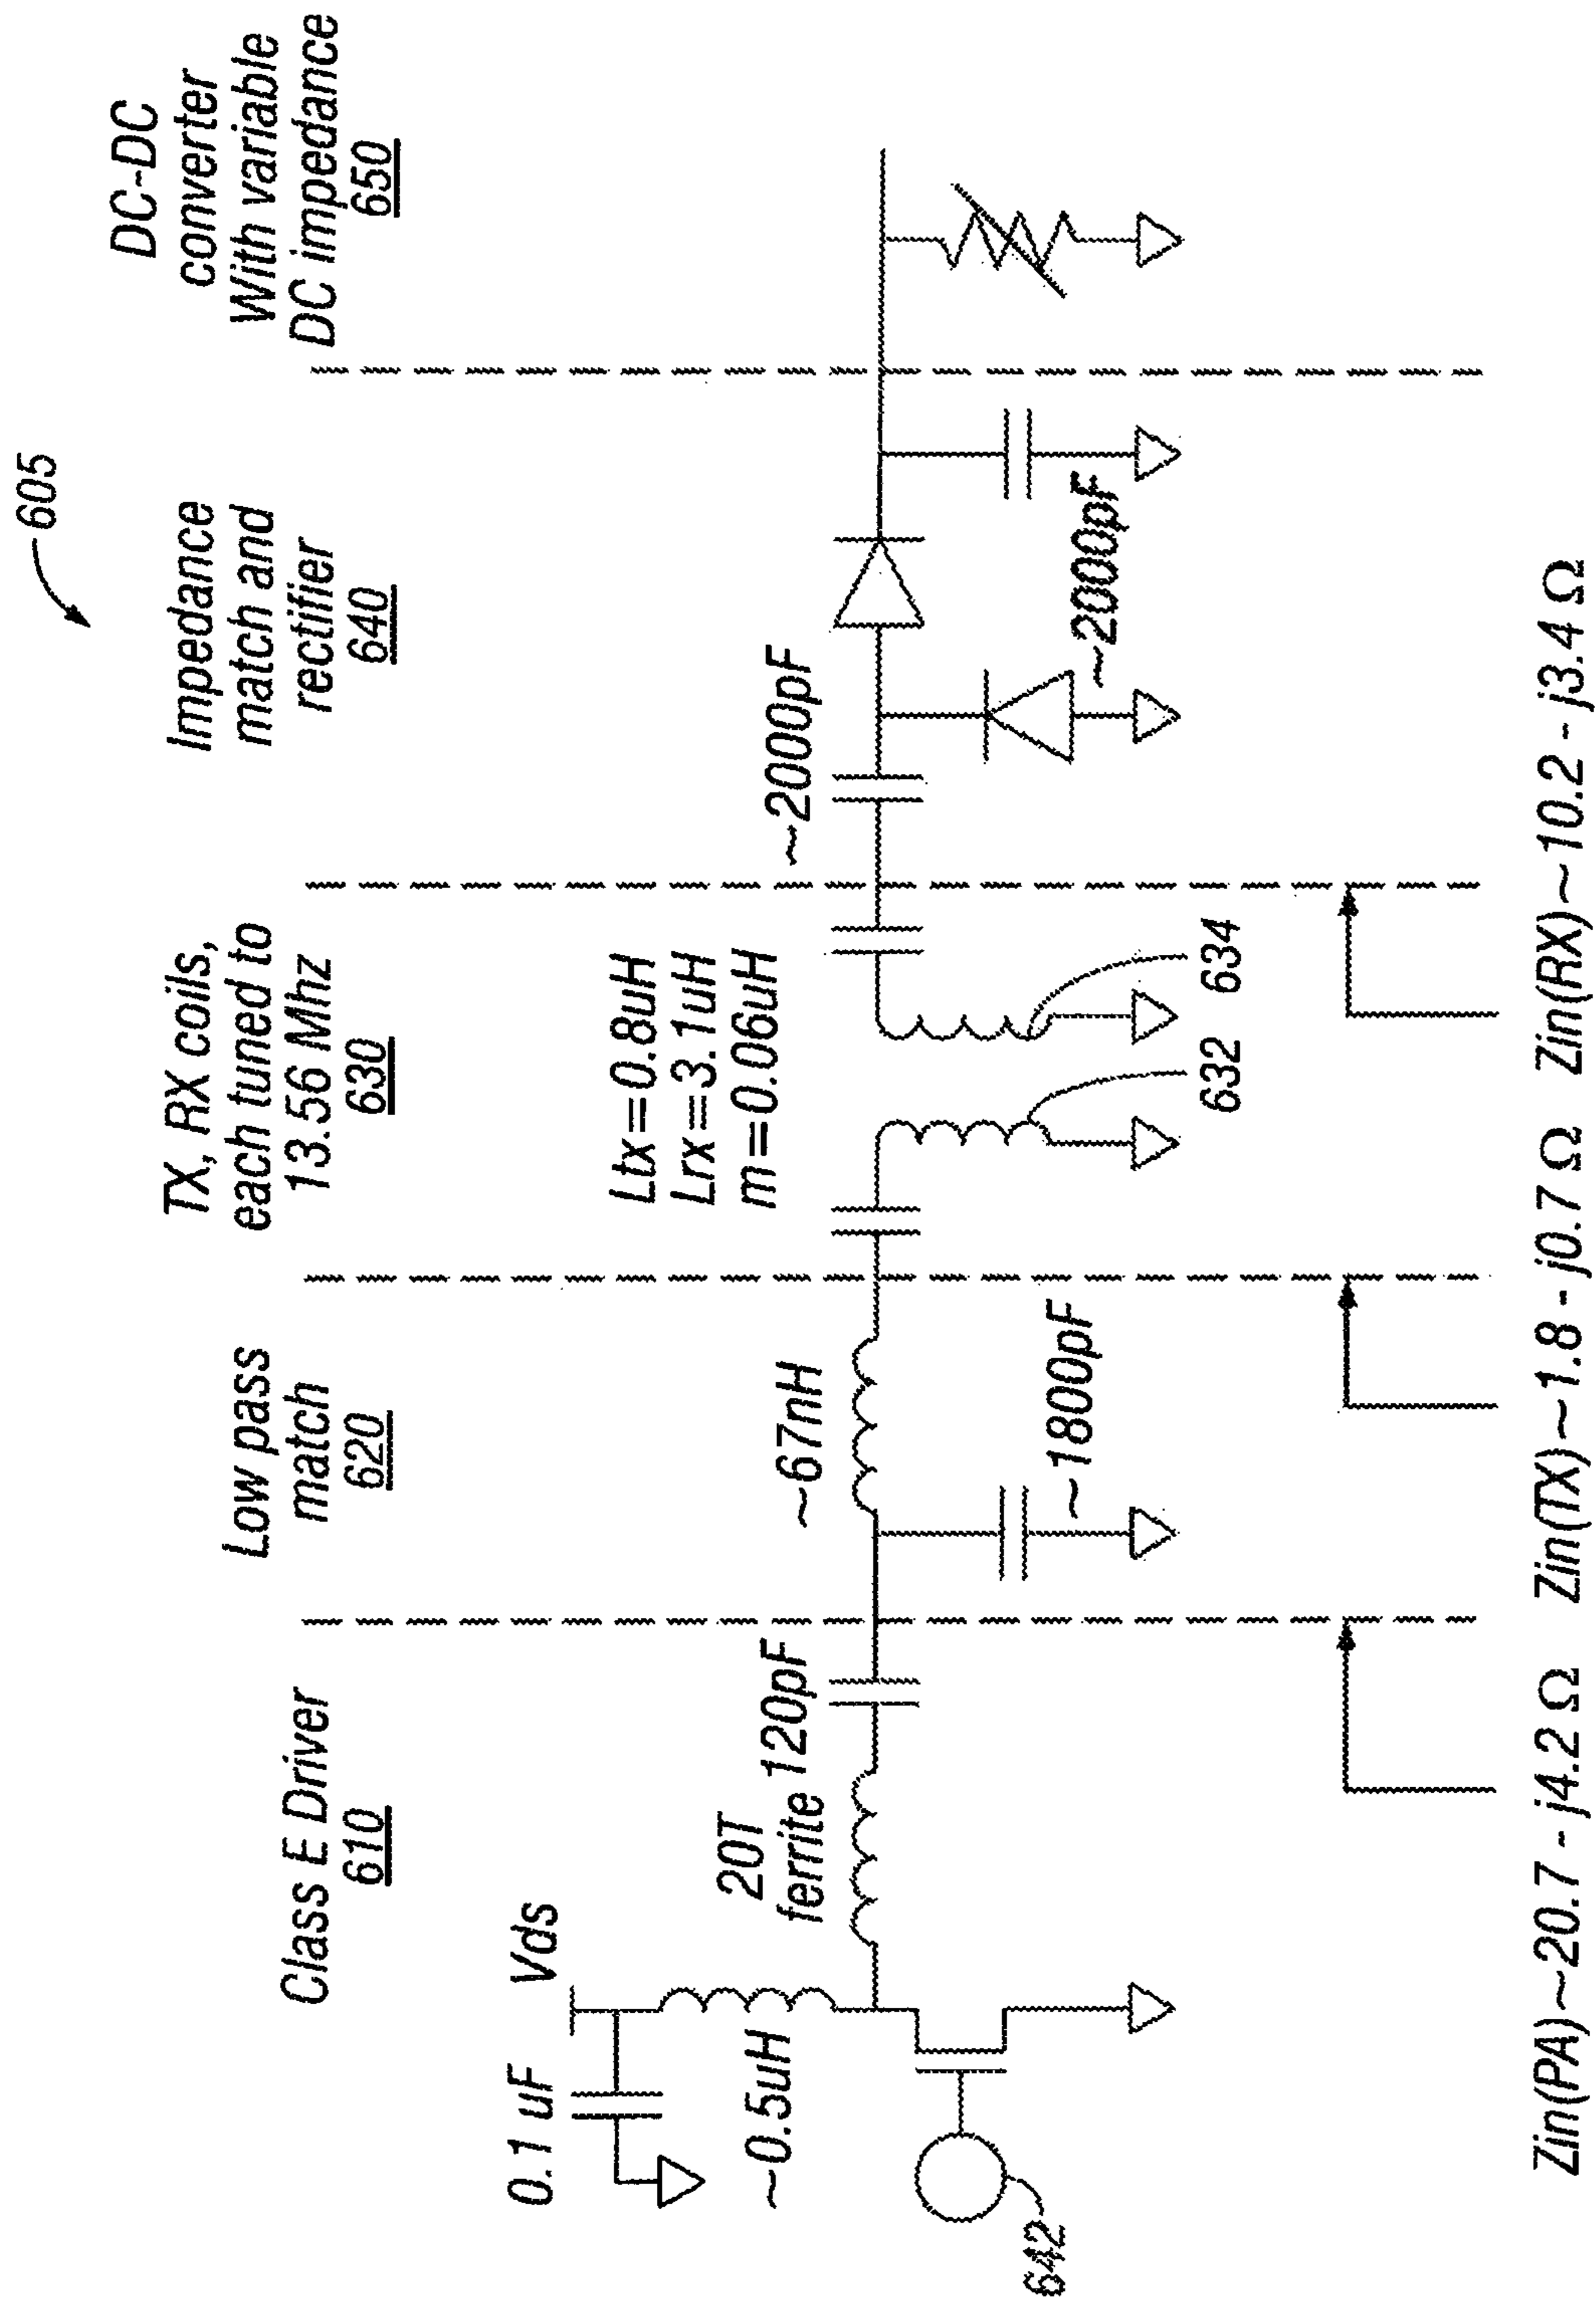 605
Class E Driver
610
Low pass
match
620
TX, RX coils,
each tuned to
13.56 Mhz
630
Impedance
match and
rectifier
640
DC-DC
converter
With variable
DC impedance
650
0.1 uF
Vds
~0.5uH
20T
ferrite
120pF
642
~67nH
~1800pF
Ltx=0.8uH
Lrx=3.1uH
m=0.06uH
632
634
~2000pF
~2000pF
Zin(PA)~20.7 - j4.2 Ω
Zin(TX)~1.8 - j0.7 Ω
Zin(RX)~10.2 - j3.4 Ω